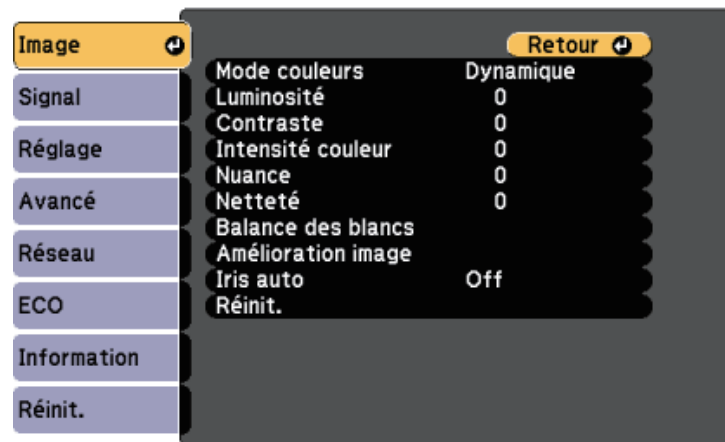 Image
Signal
Réglage
Avancé
Réseau
ECO
Information
Réinit.
Retour
Mode couleurs Dynamique
Luminosité 0
Contraste 0
Intensité couleur 0
Nuance 0
Netteté 0
Balance des blancs
Amélioration image
Iris auto Off
Réinit.